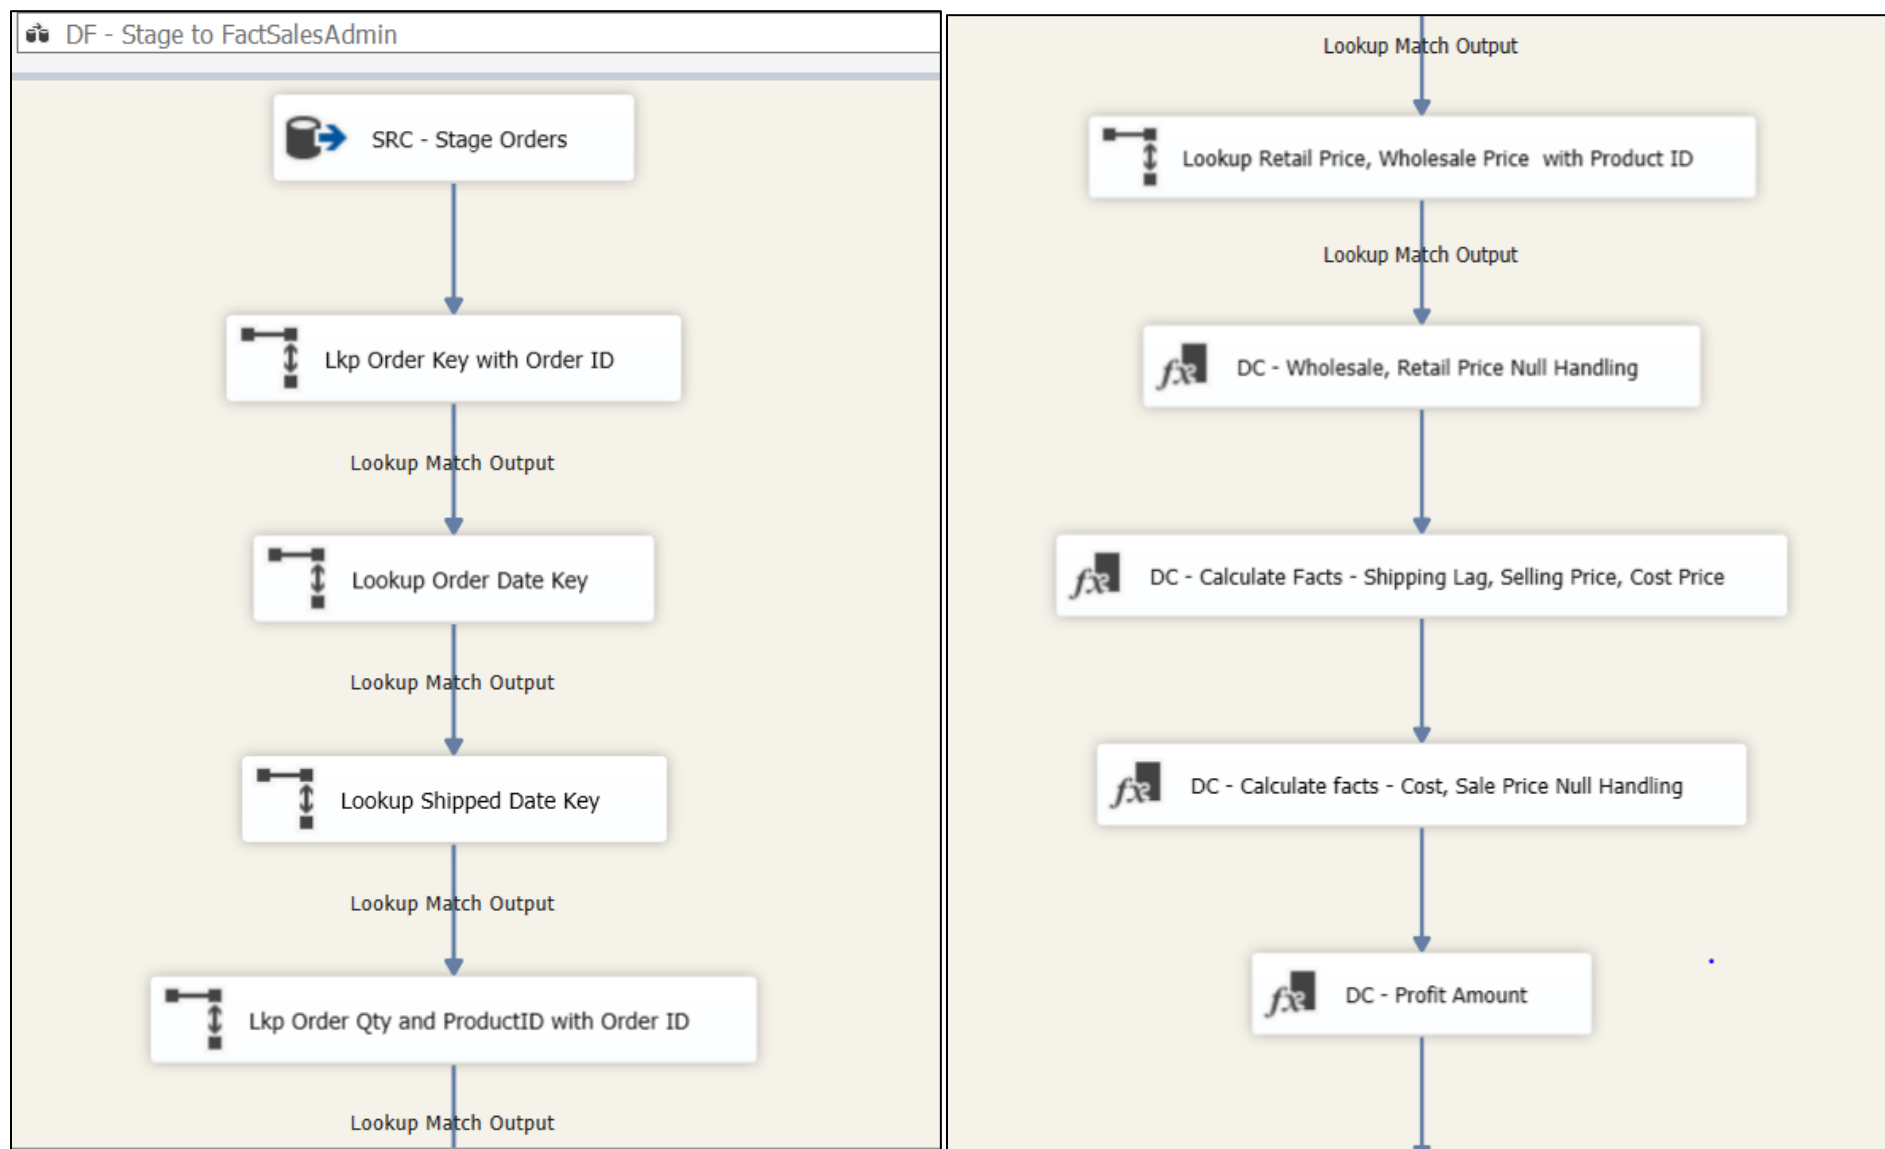 DF - Stage to FactSalesAdmin
SRC - Stage Orders
Lkp Order Key with Order ID
Lookup Match Output
Lookup Order Date Key
Lookup Match Output
Lookup Shipped Date Key
Lookup Match Output
Lkp Order Qty and ProductID with Order ID
Lookup Match Output
Lookup Match Output
Lookup Retail Price, Wholesale Price  with Product ID
Lookup Match Output
DC - Wholesale, Retail Price Null Handling
DC - Calculate Facts - Shipping Lag, Selling Price, Cost Price
DC - Calculate facts - Cost, Sale Price Null Handling
DC - Profit Amount